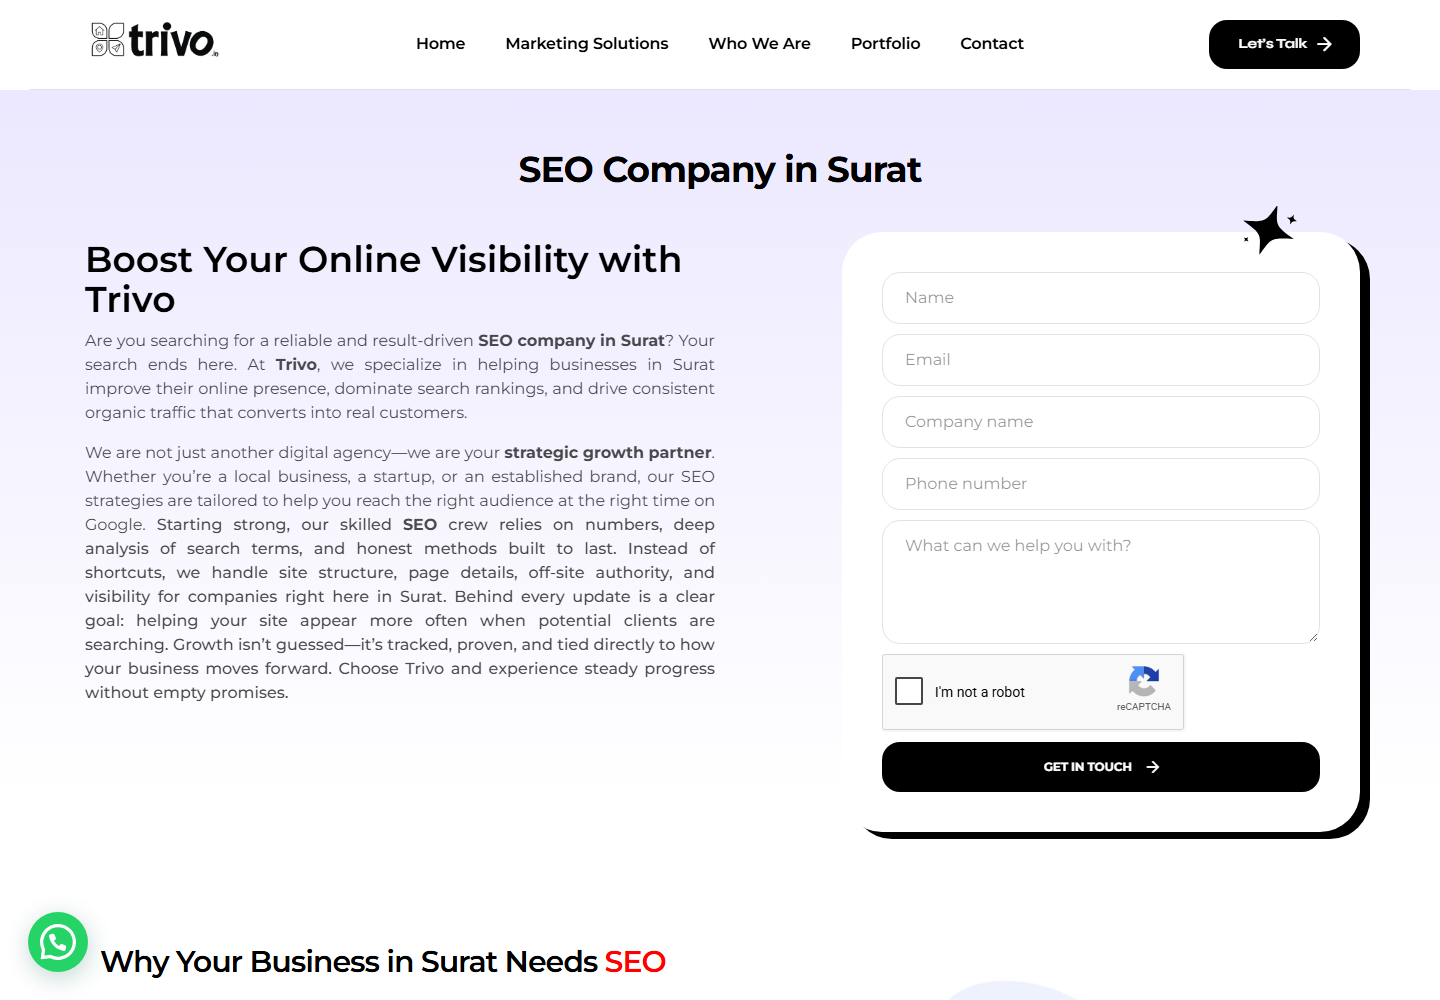 trivo.in
Home
Marketing Solutions
Who We Are
Portfolio
Contact
Let's Talk
SEO Company in Surat
Boost Your Online Visibility with
Trivo
Are you searching for a reliable and result-driven SEO company in Surat? Your
search ends here. At Trivo, we specialize in helping businesses in Surat
improve their online presence, dominate search rankings, and drive consistent
organic traffic that converts into real customers.
We are not just another digital agency—we are your strategic growth partner.
Whether you’re a local business, a startup, or an established brand, our SEO
strategies are tailored to help you reach the right audience at the right time on
Google. Starting strong, our skilled SEO crew relies on numbers, deep
analysis of search terms, and honest methods built to last. Instead of
shortcuts, we handle site structure, page details, off-site authority, and
visibility for companies right here in Surat. Behind every update is a clear
goal: helping your site appear more often when potential clients are
searching. Growth isn’t guessed—it’s tracked, proven, and tied directly to how
your business moves forward. Choose Trivo and experience steady progress
without empty promises.
Name
Email
Company name
Phone number
What can we help you with?
I'm not a robot
reCAPTCHA
GET IN TOUCH
Why Your Business in Surat Needs SEO